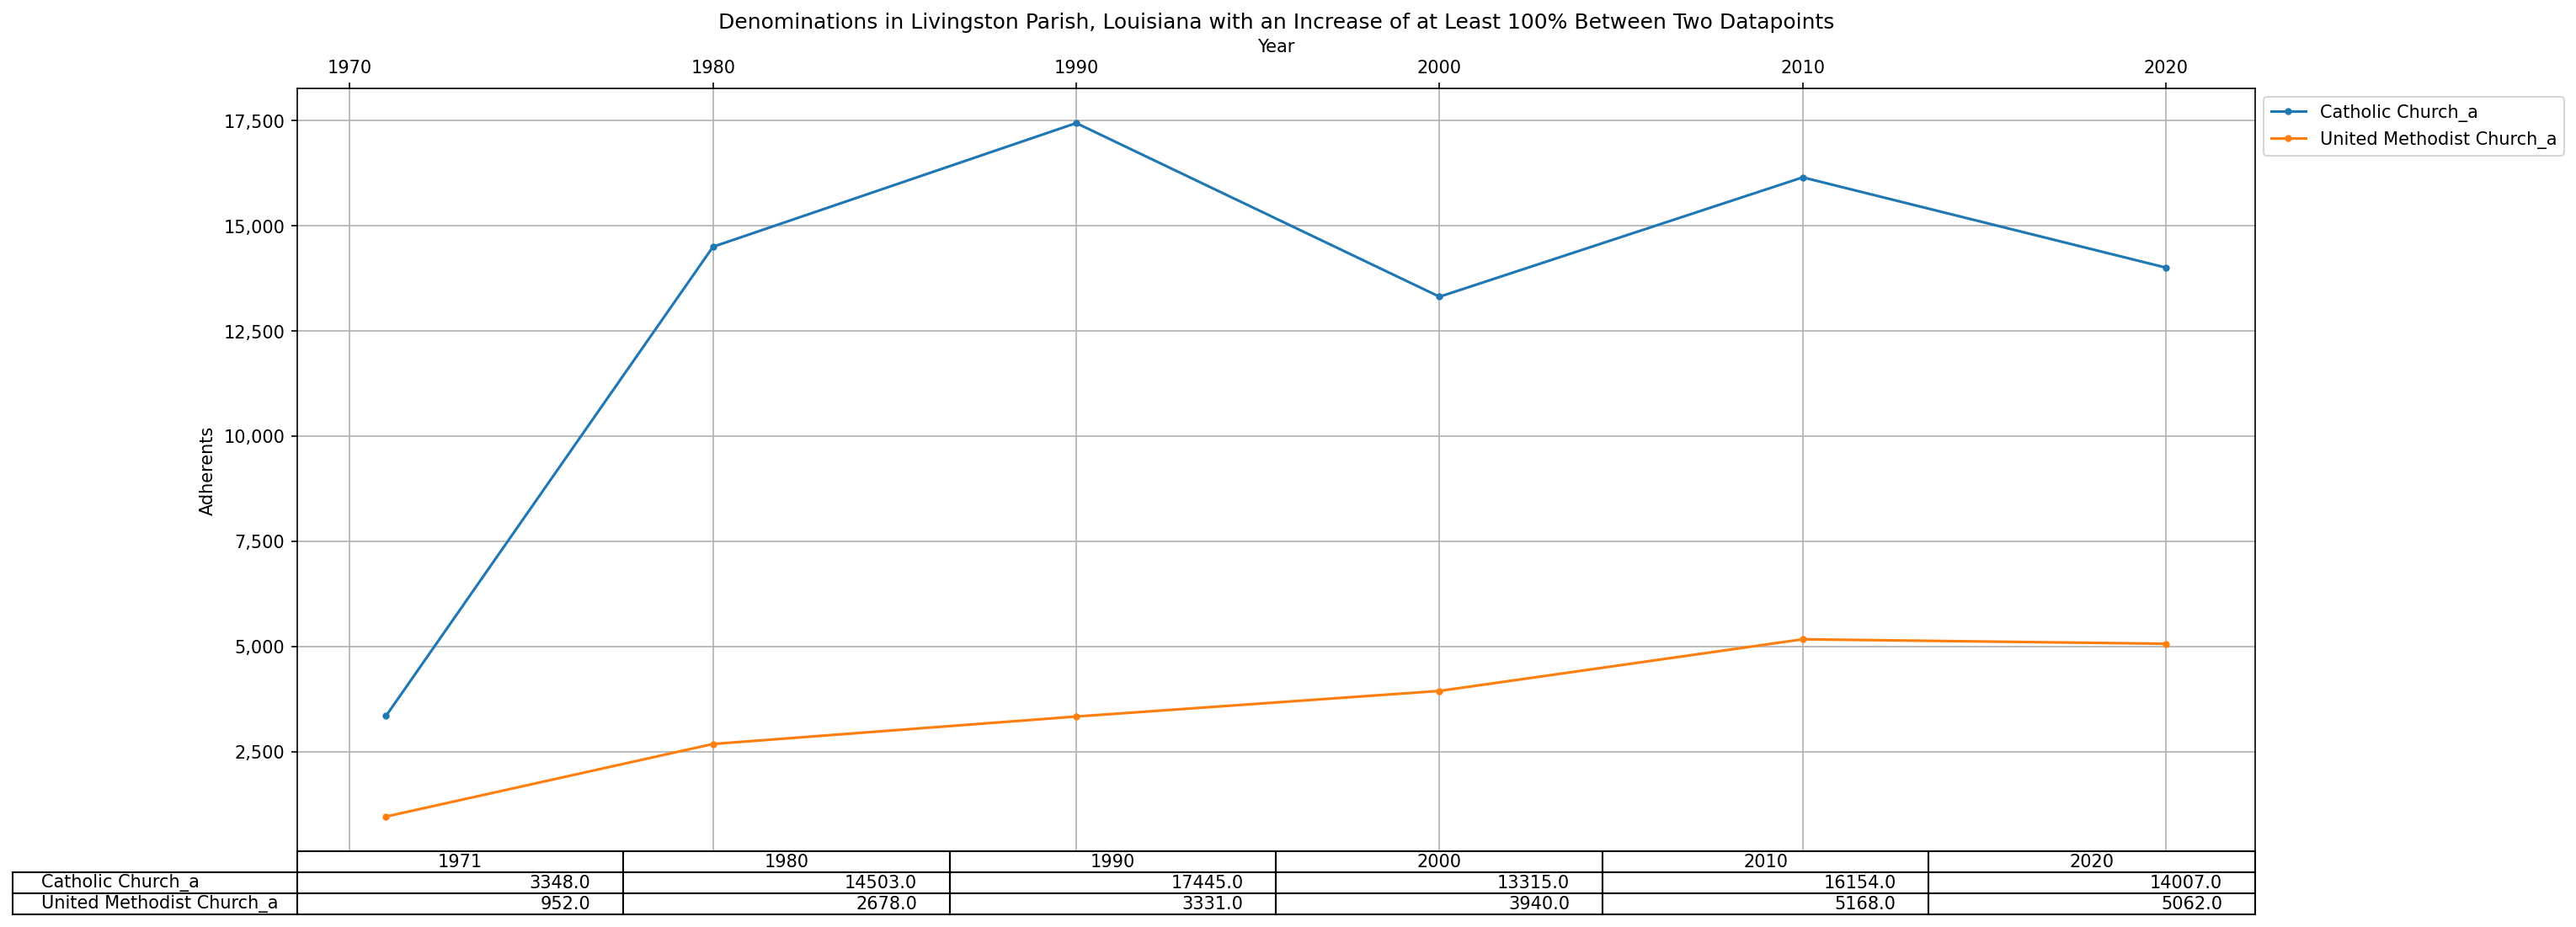 Denominations in Livingston Parish, Louisiana with an Increase of at Least 100% Between Two Datapoints
Year
1970 1980 1990 2000 2010 2020
Catholic Church_a
United Methodist Church_a
17,500
15,000
12,500
10,000
7,500
5,000
2,500
Adherents
1971 1980 1990 2000 2010 2020
Catholic Church_a 3348.0 14503.0 17445.0 13315.0 16154.0 14007.0
United Methodist Church_a 952.0 2678.0 3331.0 3940.0 5168.0 5062.0